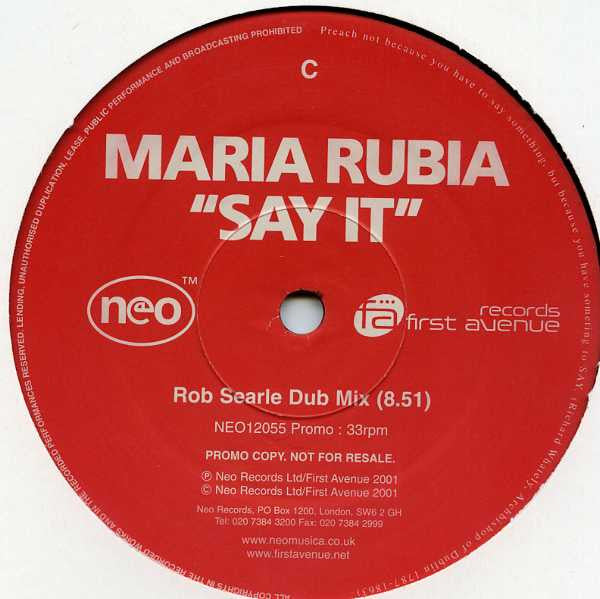 C
MARIA RUBIA
"SAY IT"
ne@o ™
fa records
first avenue
Rob Searle Dub Mix (8.51)
NEO12055 Promo : 33rpm
PROMO COPY. NOT FOR RESALE.
℗ Neo Records Ltd/First Avenue 2001
© Neo Records Ltd/First Avenue 2001
Neo Records, PO Box 1200, London, SW6 2 GH
Tel: 020 7384 3200 Fax: 020 7384 2999
www.neomusica.co.uk
www.firstavenue.net
ALL COPYRIGHTS IN THE RECORDED WORKS AND IN THE RECORDED PERFORMANCES RESERVED. LENDING, UNAUTHORISED DUPLICATION, LEASE, PUBLIC PERFORMANCE AND BROADCASTING PROHIBITED
Preach not because you have to say something, but because you have someting to SAY (Richard Whately, Archbishop of Dublin 1787-1863)